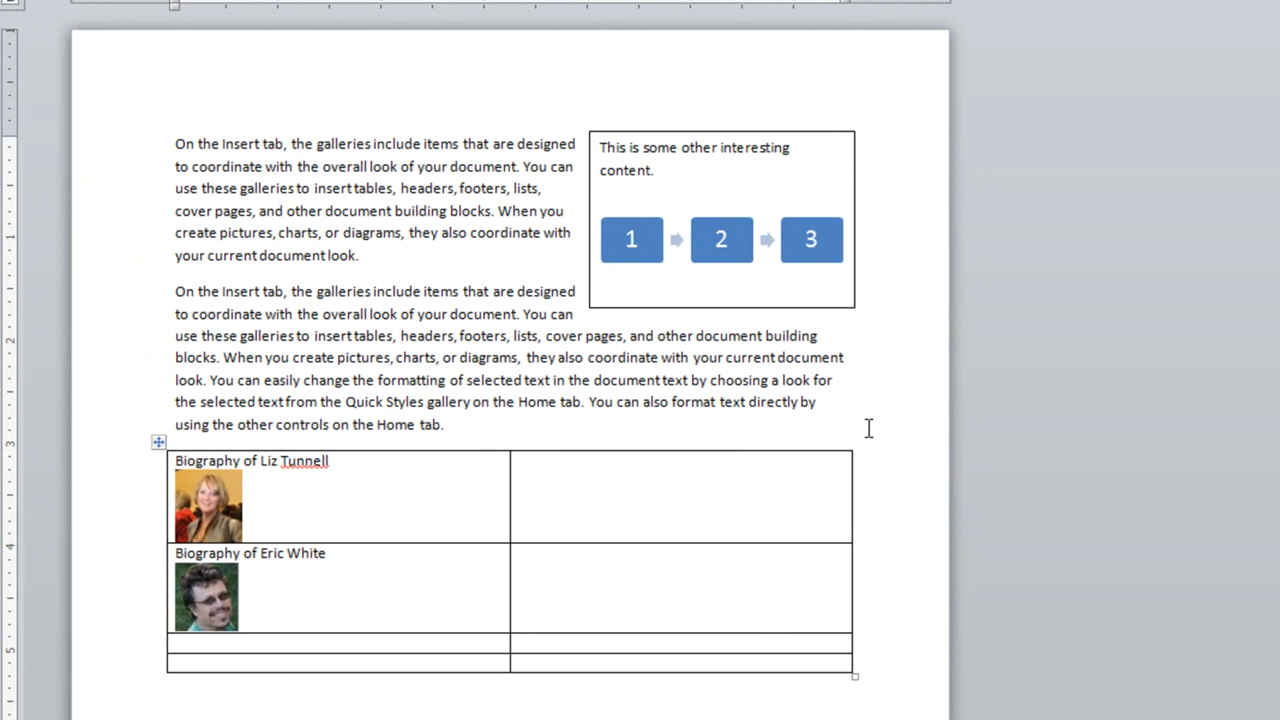 On the Insert tab, the galleries include items that are designed
to coordinate with the overall look of your document. You can
use these galleries to insert tables, headers, footers, lists,
cover pages, and other document building blocks. When you
create pictures, charts, or diagrams, they also coordinate with
your current document look.
This is some other interesting
content.
1 2 3
On the Insert tab, the galleries include items that are designed
to coordinate with the overall look of your document. You can
use these galleries to insert tables, headers, footers, lists, cover pages, and other document building
blocks. When you create pictures, charts, or diagrams, they also coordinate with your current document
look. You can easily change the formatting of selected text in the document text by choosing a look for
the selected text from the Quick Styles gallery on the Home tab. You can also format text directly by
using the other controls on the Home tab.
Biography of Liz Tunnell
Biography of Eric White
1
2
3
4
5